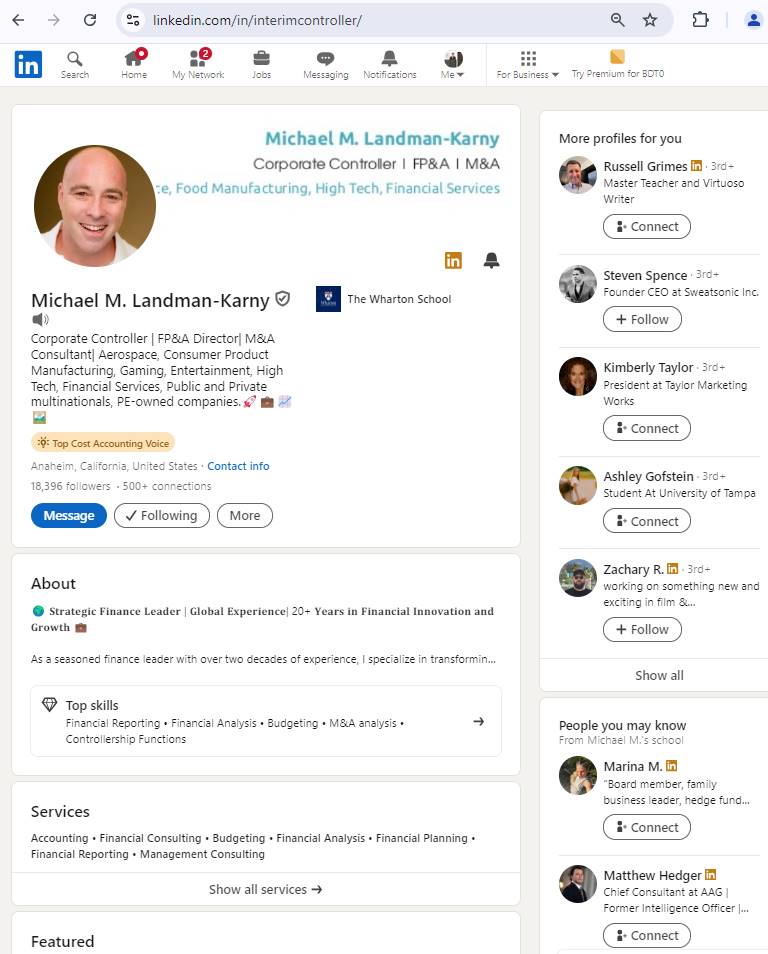 linkedin.com/in/interimcontroller/
in
Search
Home
2
My Network
Jobs
Messaging
Notifications
Me
For Business
Try Premium for BDT0
Michael M. Landman-Karny
Corporate Controller | FP&A | M&A
ce, Food Manufacturing, High Tech, Financial Services
in
Michael M. Landman-Karny
The Wharton School
Corporate Controller | FP&A Director| M&A
Consultant| Aerospace, Consumer Product
Manufacturing, Gaming, Entertainment, High
Tech, Financial Services, Public and Private
multinationals, PE-owned companies.🚀 💼 📈
🖼️
Top Cost Accounting Voice
Anaheim, California, United States · Contact info
18,396 followers · 500+ connections
Message
Following
More
About
🌍 𝐒𝐭𝐫𝐚𝐭𝐞𝐠𝐢𝐜 𝐅𝐢𝐧𝐚𝐧𝐜𝐞 𝐋𝐞𝐚𝐝𝐞𝐫 | 𝐆𝐥𝐨𝐛𝐚𝐥 𝐄𝐱𝐩𝐞𝐫𝐢𝐞𝐧𝐜𝐞| 𝟐𝟎+ 𝐘𝐞𝐚𝐫𝐬 𝐢𝐧 𝐅𝐢𝐧𝐚𝐧𝐜𝐢𝐚𝐥 𝐈𝐧𝐧𝐨𝐯𝐚𝐭𝐢𝐨𝐧 𝐚𝐧𝐝
𝐆𝐫𝐨𝐰𝐭𝐡 💼
As a seasoned finance leader with over two decades of experience, I specialize in transformin...
Top skills
Financial Reporting • Financial Analysis • Budgeting • M&A analysis •
Controllership Functions
Services
Accounting • Financial Consulting • Budgeting • Financial Analysis • Financial Planning •
Financial Reporting • Management Consulting
Show all services →
Featured
More profiles for you
Russell Grimes in · 3rd+
Master Teacher and Virtuoso
Writer
Connect
Steven Spence · 3rd+
Founder CEO at Sweatsonic Inc.
+ Follow
Kimberly Taylor · 3rd+
President at Taylor Marketing
Works
Connect
Ashley Gofstein · 3rd+
Student At University of Tampa
Connect
Zachary R. in · 3rd+
working on something new and
exciting in film &...
+ Follow
Show all
People you may know
From Michael M.'s school
Marina M. in
"Board member, family
business leader, hedge fund...
Connect
Matthew Hedger in
Chief Consultant at AAG |
Former Intelligence Officer |...
Connect